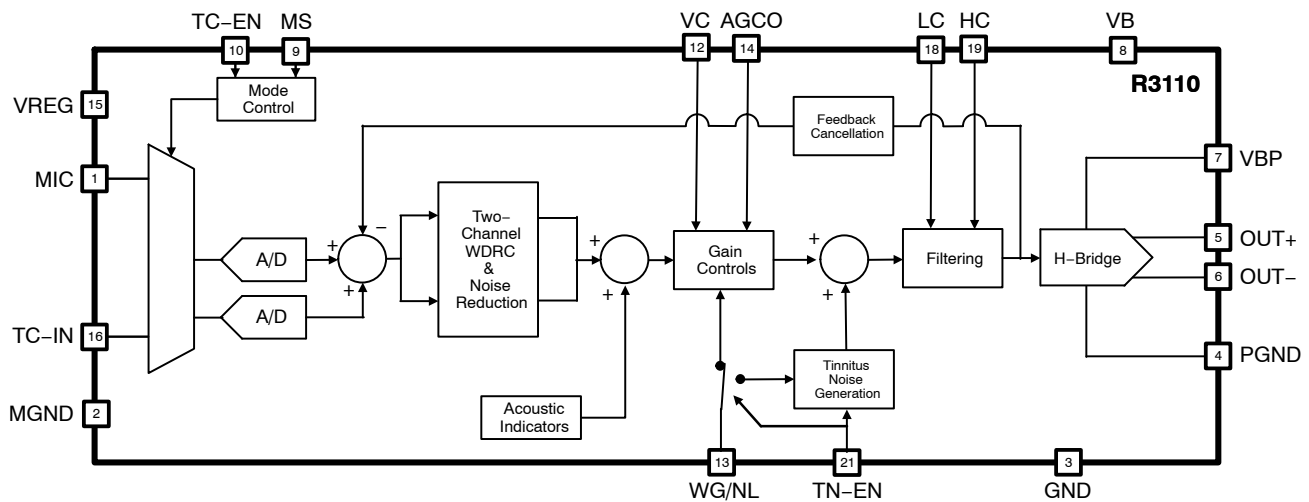 TC−EN MS VC AGCO LC HC VB
10 9 12 14 18 19 8
R3110
Mode
Control
VREG 15
Feedback
Cancellation
MIC 1
7 VBP
−
+
A/D
+
Two−
Channel
WDRC
&
Noise
Reduction
+
+
Gain
Controls
+
+
Filtering
H−Bridge
5 OUT+
6 OUT−
A/D
TC−IN 16
4 PGND
Tinnitus
Noise
Generation
MGND 2
Acoustic
Indicators
13 21 3
WG/NL TN−EN GND